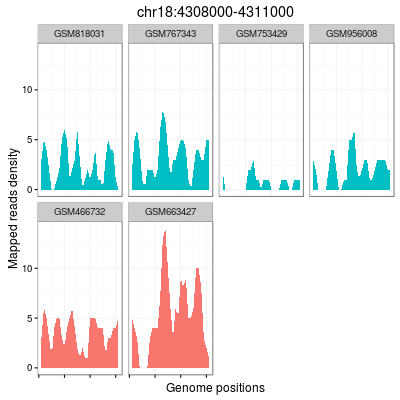 chr18:4308000-4311000
GSM818031 GSM767343 GSM753429 GSM956008
10
5
0
Mapped reads density
GSM466732 GSM663427
10
5
0
Genome positions